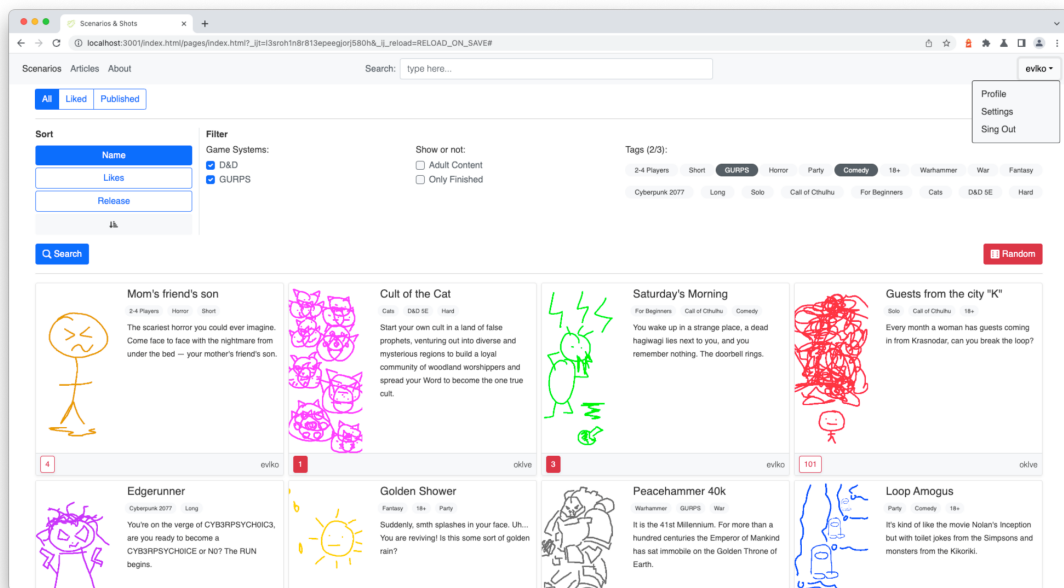 Scenarios & Shots
localhost:3001/index.html/pages/index.html?_ijt=l3sroh1n8r813epeegjorj580h&_ij_reload=RELOAD_ON_SAVE#
Scenarios Articles About Search: type here... evlko
Profile
Settings
Sing Out
All Liked Published
Sort
Name
Likes
Release
Filter
Game Systems:
D&D
GURPS
Show or not:
Adult Content
Only Finished
Tags (2/3):
2-4 Players Short GURPS Horror Party Comedy 18+ Warhammer War Fantasy
Cyberpunk 2077 Long Solo Call of Cthulhu For Beginners Cats D&D 5E Hard
Search Random
Mom's friend's son
2-4 Players Horror Short
The scariest horror you could ever imagine.
Come face to face with the nightmare from
under the bed — your mother's friend's son.
4 evlko
Cult of the Cat
Cats D&D 5E Hard
Start your own cult in a land of false
prophets, venturing out into diverse and
mysterious regions to build a loyal
community of woodland worshippers and
spread your Word to become the one true
cult.
1 oklve
Saturday's Morning
For Beginners Call of Cthulhu Comedy
You wake up in a strange place, a dead
hagiwagi lies next to you, and you
remember nothing. The doorbell rings.
3 evlko
Guests from the city "K"
Solo Call of Cthulhu 18+
Every month a woman has guests coming
in from Krasnodar, can you break the loop?
101 oklve
Edgerunner
Cyberpunk 2077 Long
You're on the verge of CYB3RPSYCH0IC3,
are you ready to become a
CYB3RPSYCH0ICE or N0? The RUN
begins.
Golden Shower
Fantasy 18+ Party
Suddenly, smth splashes in your face. Uh...
You are reviving! Is this some sort of golden
rain?
Peacehammer 40k
Warhammer GURPS War
It is the 41st Millennium. For more than a
hundred centuries the Emperor of Mankind
has sat immobile on the Golden Throne of
Earth.
Loop Amogus
Party Comedy 18+
It's kind of like the movie Nolan's Inception
but with toilet jokes from the Simpsons and
monsters from the Kikoriki.